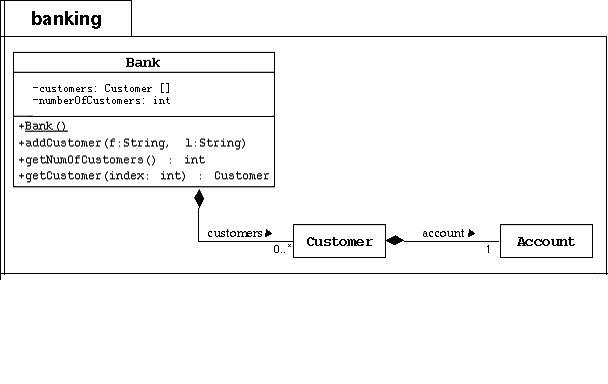 banking
Bank
-customers: Customer []
-numberOfCustomers: int
+Bank()
+addCustomer(f:String, l:String)
+getNumOfCustomers() : int
+getCustomer(index: int) : Customer
customers
0..*
Customer
account
1
Account